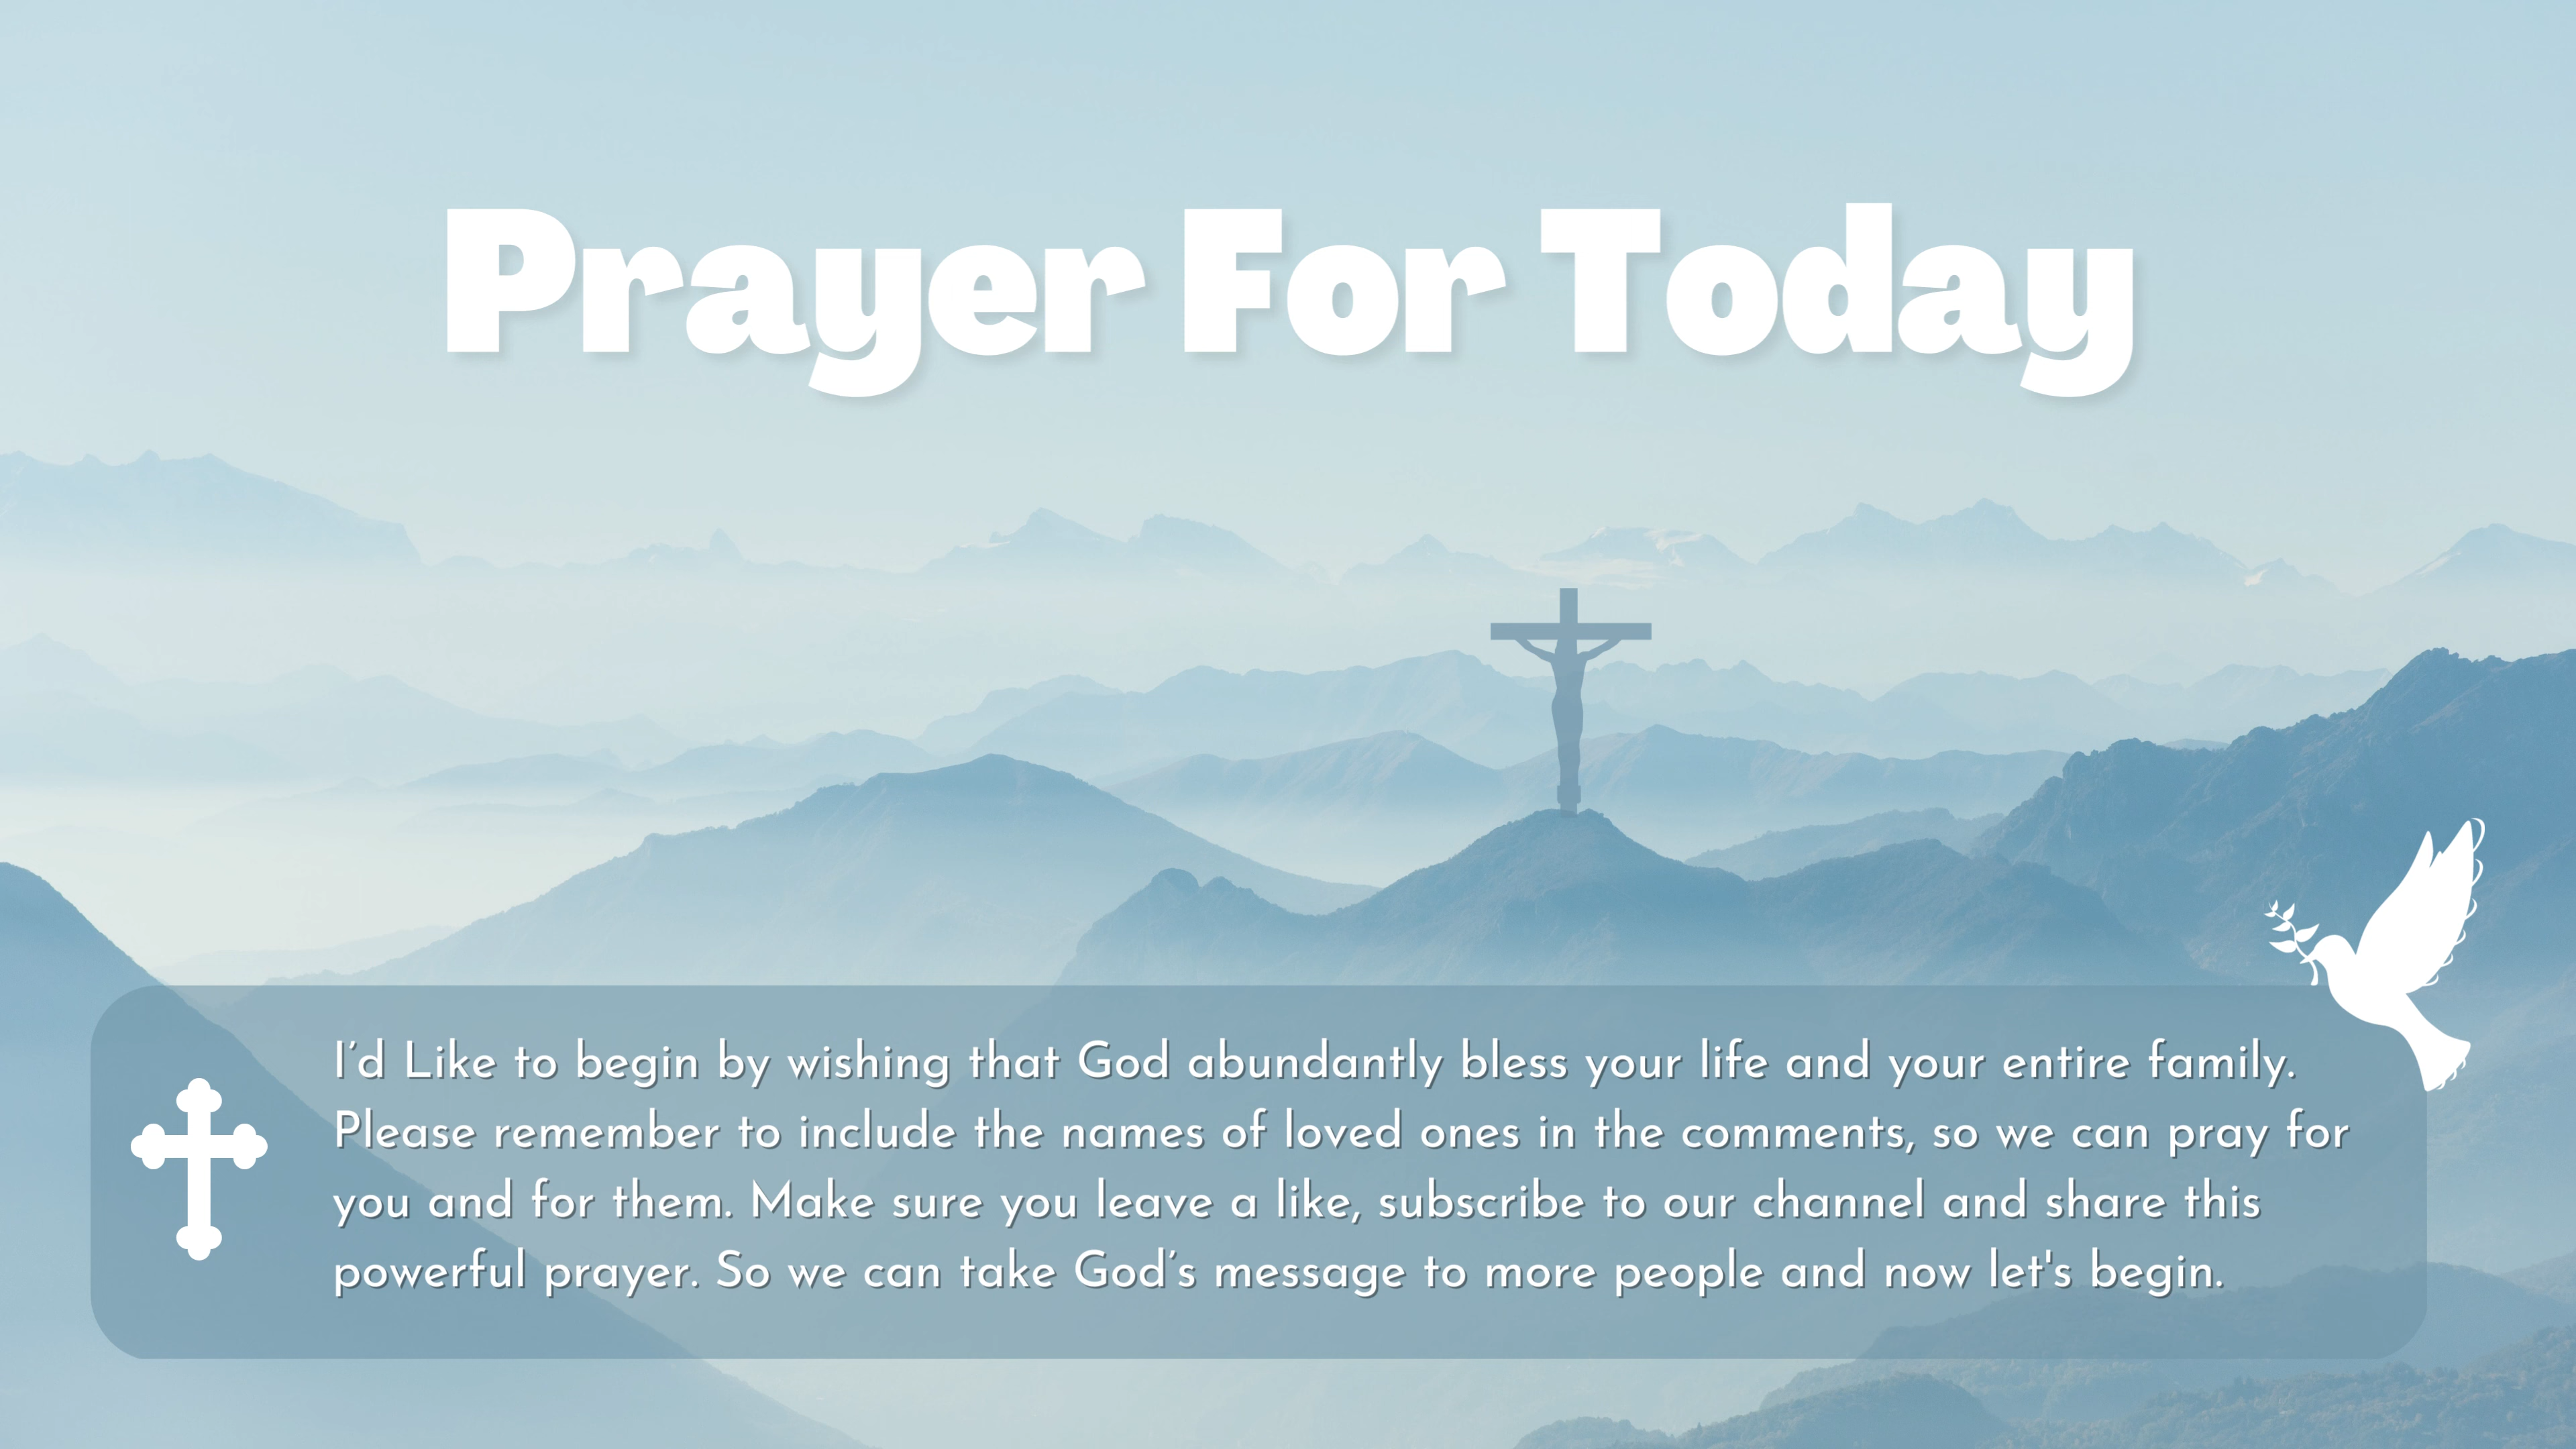 Prayer For Today
I’d Like to begin by wishing that God abundantly bless your life and your entire family.
Please remember to include the names of loved ones in the comments, so we can pray for
you and for them. Make sure you leave a like, subscribe to our channel and share this
powerful prayer. So we can take God’s message to more people and now let's begin.